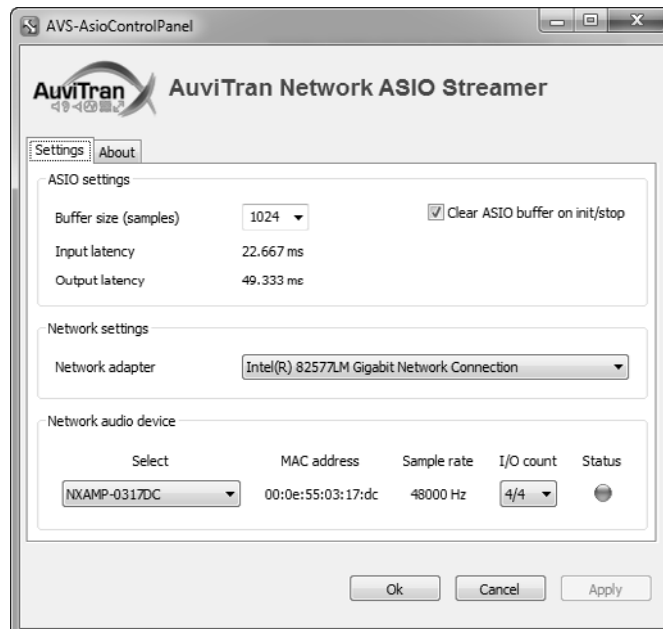 AVS-AsioControlPanel
AuviTran
AuviTran Network ASIO Streamer
Settings About
ASIO settings
Buffer size (samples) 1024 Clear ASIO buffer on init/stop
Input latency 22.667 ms
Output latency 49.333 ms
Network settings
Network adapter Intel(R) 82577LM Gigabit Network Connection
Network audio device
Select MAC address Sample rate I/O count Status
NXAMP-0317DC 00:0e:55:03:17:dc 48000 Hz 4/4
Ok Cancel Apply